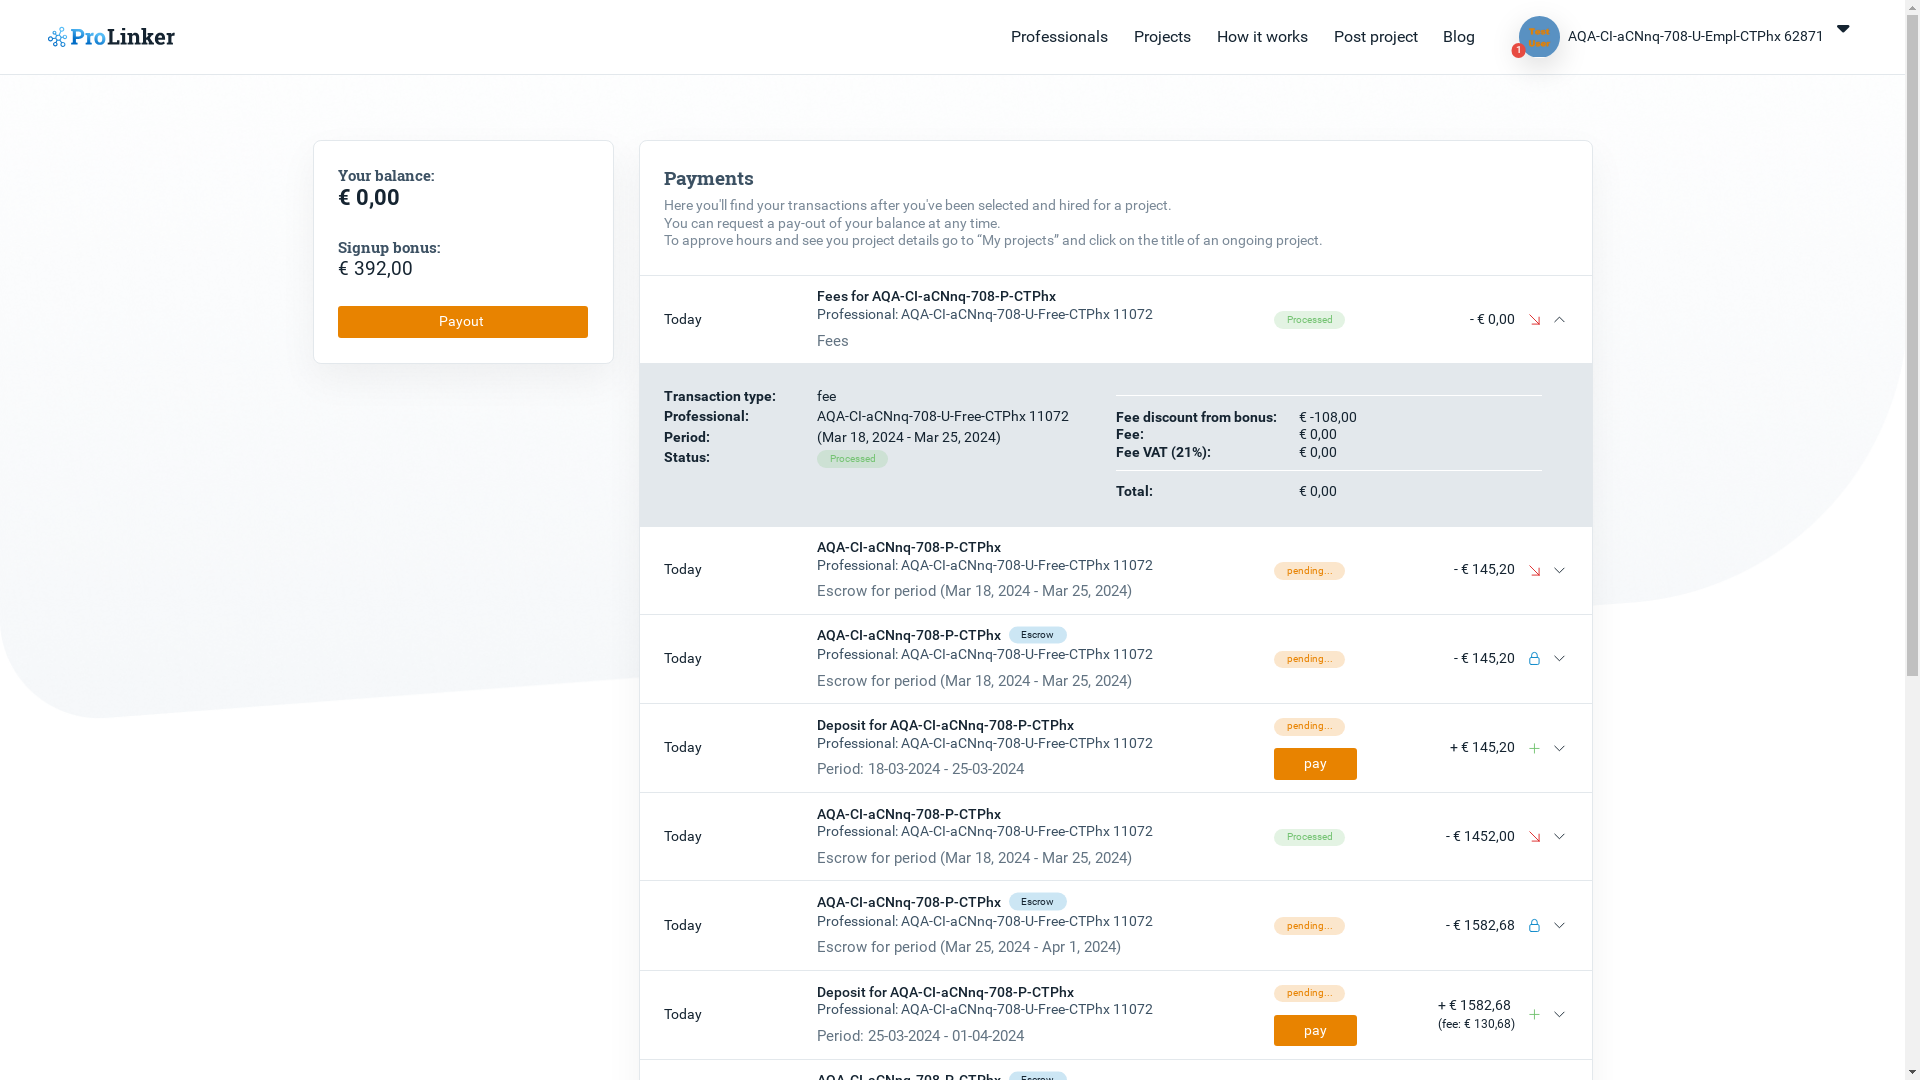 ProLinker
Professionals
Projects
How it works
Post project
Blog
Test
User
1
AQA-CI-aCNnq-708-U-Empl-CTPhx 62871
Your balance:
€ 0,00
Signup bonus:
€ 392,00
Payout
Payments
Here you'll find your transactions after you've been selected and hired for a project.
You can request a pay-out of your balance at any time.
To approve hours and see you project details go to “My projects” and click on the title of an ongoing project.
Today
Fees for AQA-CI-aCNnq-708-P-CTPhx
Professional: AQA-CI-aCNnq-708-U-Free-CTPhx 11072
Fees
Processed
- € 0,00
Transaction type: fee
Professional: AQA-CI-aCNnq-708-U-Free-CTPhx 11072
Period: (Mar 18, 2024 - Mar 25, 2024)
Status: Processed
Fee discount from bonus: € -108,00
Fee: € 0,00
Fee VAT (21%): € 0,00
Total: € 0,00
Today
AQA-CI-aCNnq-708-P-CTPhx
Professional: AQA-CI-aCNnq-708-U-Free-CTPhx 11072
Escrow for period (Mar 18, 2024 - Mar 25, 2024)
pending...
- € 145,20
Today
AQA-CI-aCNnq-708-P-CTPhx Escrow
Professional: AQA-CI-aCNnq-708-U-Free-CTPhx 11072
Escrow for period (Mar 18, 2024 - Mar 25, 2024)
pending...
- € 145,20
Today
Deposit for AQA-CI-aCNnq-708-P-CTPhx
Professional: AQA-CI-aCNnq-708-U-Free-CTPhx 11072
Period: 18-03-2024 - 25-03-2024
pending...
pay
+ € 145,20
Today
AQA-CI-aCNnq-708-P-CTPhx
Professional: AQA-CI-aCNnq-708-U-Free-CTPhx 11072
Escrow for period (Mar 18, 2024 - Mar 25, 2024)
Processed
- € 1452,00
Today
AQA-CI-aCNnq-708-P-CTPhx Escrow
Professional: AQA-CI-aCNnq-708-U-Free-CTPhx 11072
Escrow for period (Mar 25, 2024 - Apr 1, 2024)
pending...
- € 1582,68
Today
Deposit for AQA-CI-aCNnq-708-P-CTPhx
Professional: AQA-CI-aCNnq-708-U-Free-CTPhx 11072
Period: 25-03-2024 - 01-04-2024
pending...
pay
+ € 1582,68
(fee: € 130,68)
AQA-CI-aCNnq-708-P-CTPhx Escrow